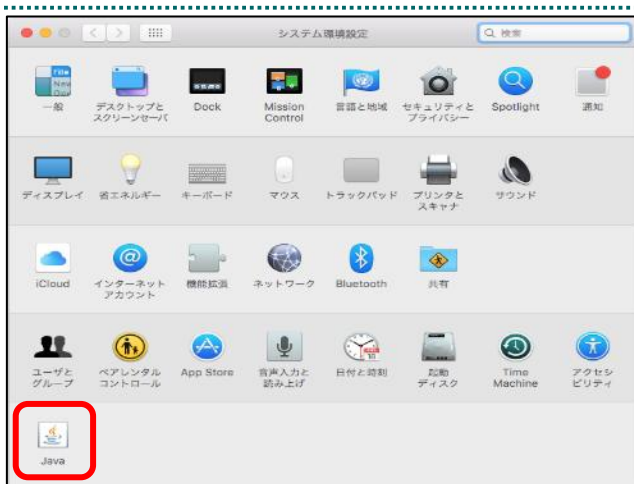 システム環境設定
検索
一般
デスクトップと
スクリーンセーバ
Dock
Mission
Control
言語と地域
セキュリティと
プライバシー
Spotlight
通知
ディスプレイ
省エネルギー
キーボード
マウス
トラックパッド
プリンタと
スキャナ
サウンド
iCloud
インターネット
アカウント
機能拡張
ネットワーク
Bluetooth
共有
ユーザと
グループ
ペアレンタル
コントロール
App Store
音声入力と
読み上げ
日付と時刻
起動
ディスク
Time
Machine
アクセシ
ビリティ
Java